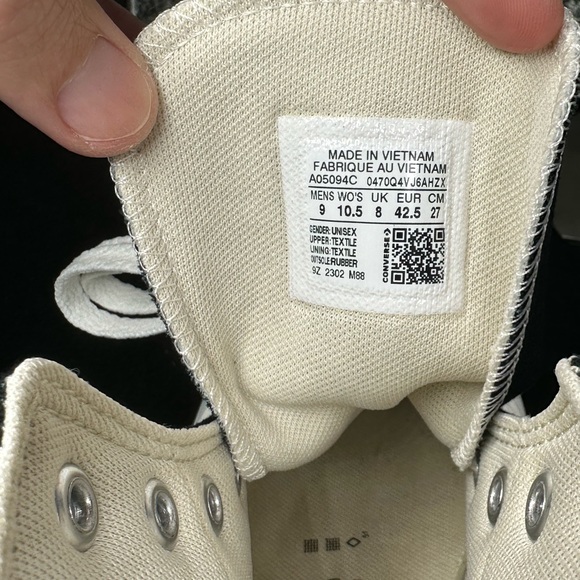 MADE IN VIETNAM
FABRIQUE AU VIETNAM
A05094C 0470Q4VJ6AHZX
MENS WO'S UK EUR CM
9 10.5 8 42.5 27
GENDER: UNISEX
UPPER:TEXTILE
LINING:TEXTILE
OUTSOLE:RUBBER
9Z 2302 M88
CONVERSE